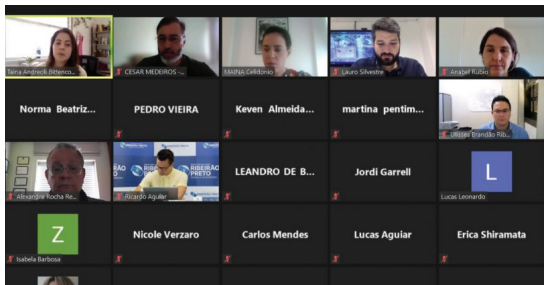 Taina Andreoli Bittenco...
CESAR MEDEIROS -...
MAINA Celidonio
Lauro Silvestre
Anabel Rubio
Norma Beatriz...
PEDRO VIEIRA
Keven Almeida...
martina pentim...
Ulisses Brandão Rib...
Alexandre Rocha Re...
RIBEIRÃO
PRETO
Ricardo Aguiar
LEANDRO DE B...
Jordi Garrell
L
Lucas Leonardo
Z
Isabela Barbosa
Nicole Verzaro
Carlos Mendes
Lucas Aguiar
Erica Shiramata